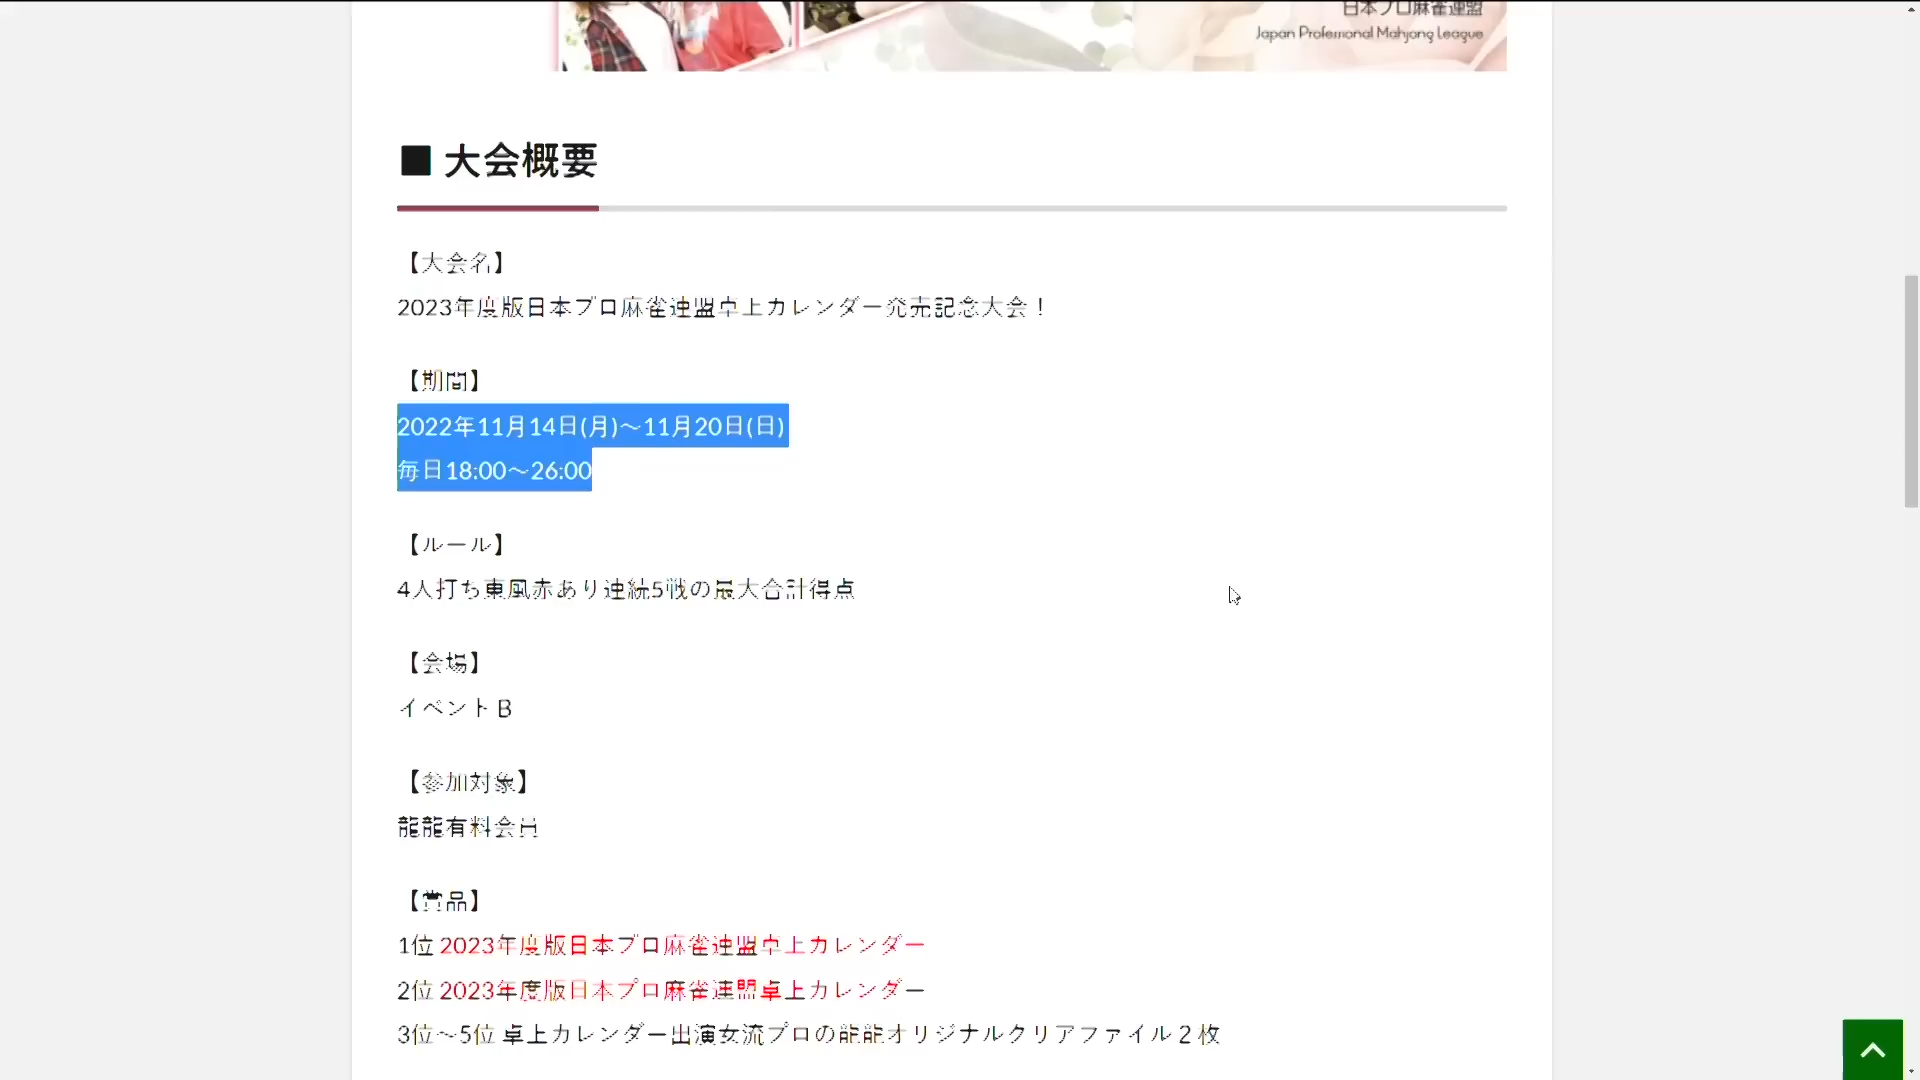 日本プロ麻雀連盟
Japan Professional Mahjong League
■ 大会概要
【大会名】
2023年度版日本プロ麻雀連盟卓上カレンダー発売記念大会！
【期間】
2022年11月14日(月)～11月20日(日)
毎日18:00～26:00
【ルール】
4人打ち東風赤あり連続5戦の最大合計得点
【会場】
イベントB
【参加対象】
龍龍有料会員
【賞品】
1位 2023年度版日本プロ麻雀連盟卓上カレンダー
2位 2023年度版日本プロ麻雀連盟卓上カレンダー
3位～5位 卓上カレンダー出演女流プロの龍龍オリジナルクリアファイル２枚